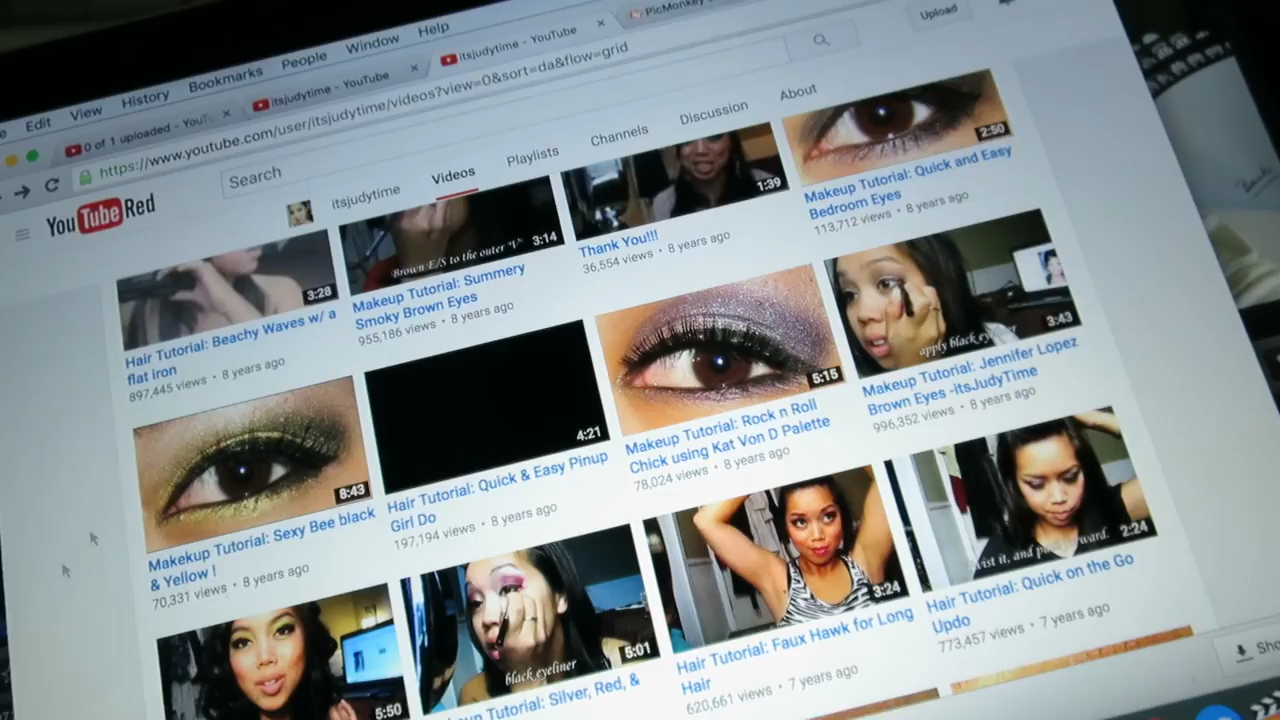 Edit View History Bookmarks People Window Help
0 of 1 uploaded - YouT
itsjudytime - YouTube
itsjudytime - YouTube
PicMonkey
https://www.youtube.com/user/itsjudytime/videos?view=0&sort=da&flow=grid
YouTube Red
Search
Upload
itsjudytime
Videos
Playlists
Channels
Discussion
About
3:28
Hair Tutorial: Beachy Waves w/ a
flat iron
897,445 views • 8 years ago
Brown E/S to the outer "V"
3:14
Makeup Tutorial: Summery
Smoky Brown Eyes
955,186 views • 8 years ago
1:39
Thank You!!!
36,554 views • 8 years ago
2:50
Makeup Tutorial: Quick and Easy
Bedroom Eyes
113,712 views • 8 years ago
8:43
Makekup Tutorial: Sexy Bee black
& Yellow !
70,331 views • 8 years ago
4:21
Hair Tutorial: Quick & Easy Pinup
Girl Do
197,194 views • 8 years ago
5:15
Makeup Tutorial: Rock n Roll
Chick using Kat Von D Palette
78,024 views • 8 years ago
apply black
3:43
Makeup Tutorial: Jennifer Lopez
Brown Eyes -itsJudyTime
996,352 views • 8 years ago
5:50
black eyeliner
5:01
Tutorial: Silver, Red, &
3:24
Hair Tutorial: Faux Hawk for Long
Hair
620,661 views • 7 years ago
2:24
Hair Tutorial: Quick on the Go
Updo
773,457 views • 7 years ago